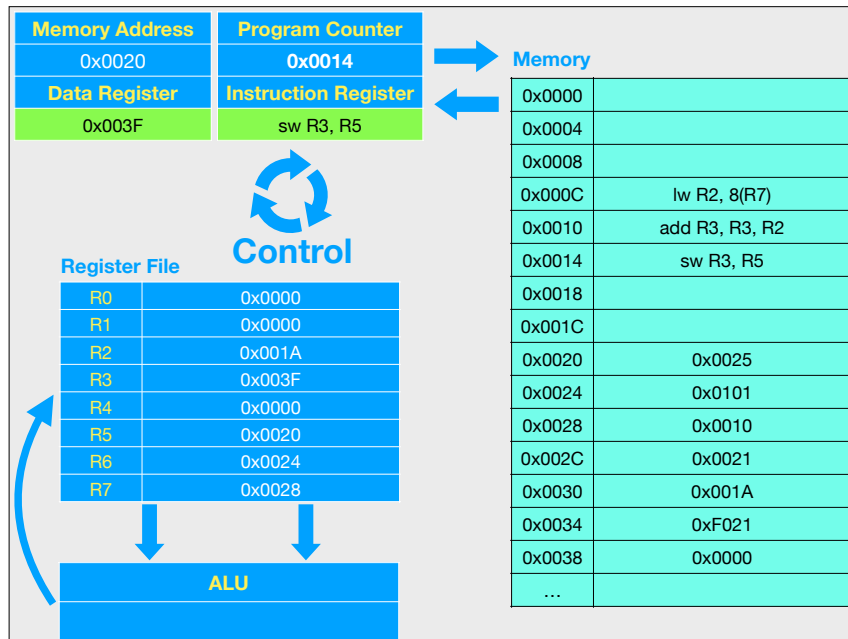 Memory Address Program Counter
0x0020 0x0014
Data Register Instruction Register
0x003F sw R3, R5
Control
Register File
R0 0x0000
R1 0x0000
R2 0x001A
R3 0x003F
R4 0x0000
R5 0x0020
R6 0x0024
R7 0x0028
ALU
Memory
0x0000
0x0004
0x0008
0x000C lw R2, 8(R7)
0x0010 add R3, R3, R2
0x0014 sw R3, R5
0x0018
0x001C
0x0020 0x0025
0x0024 0x0101
0x0028 0x0010
0x002C 0x0021
0x0030 0x001A
0x0034 0xF021
0x0038 0x0000
…